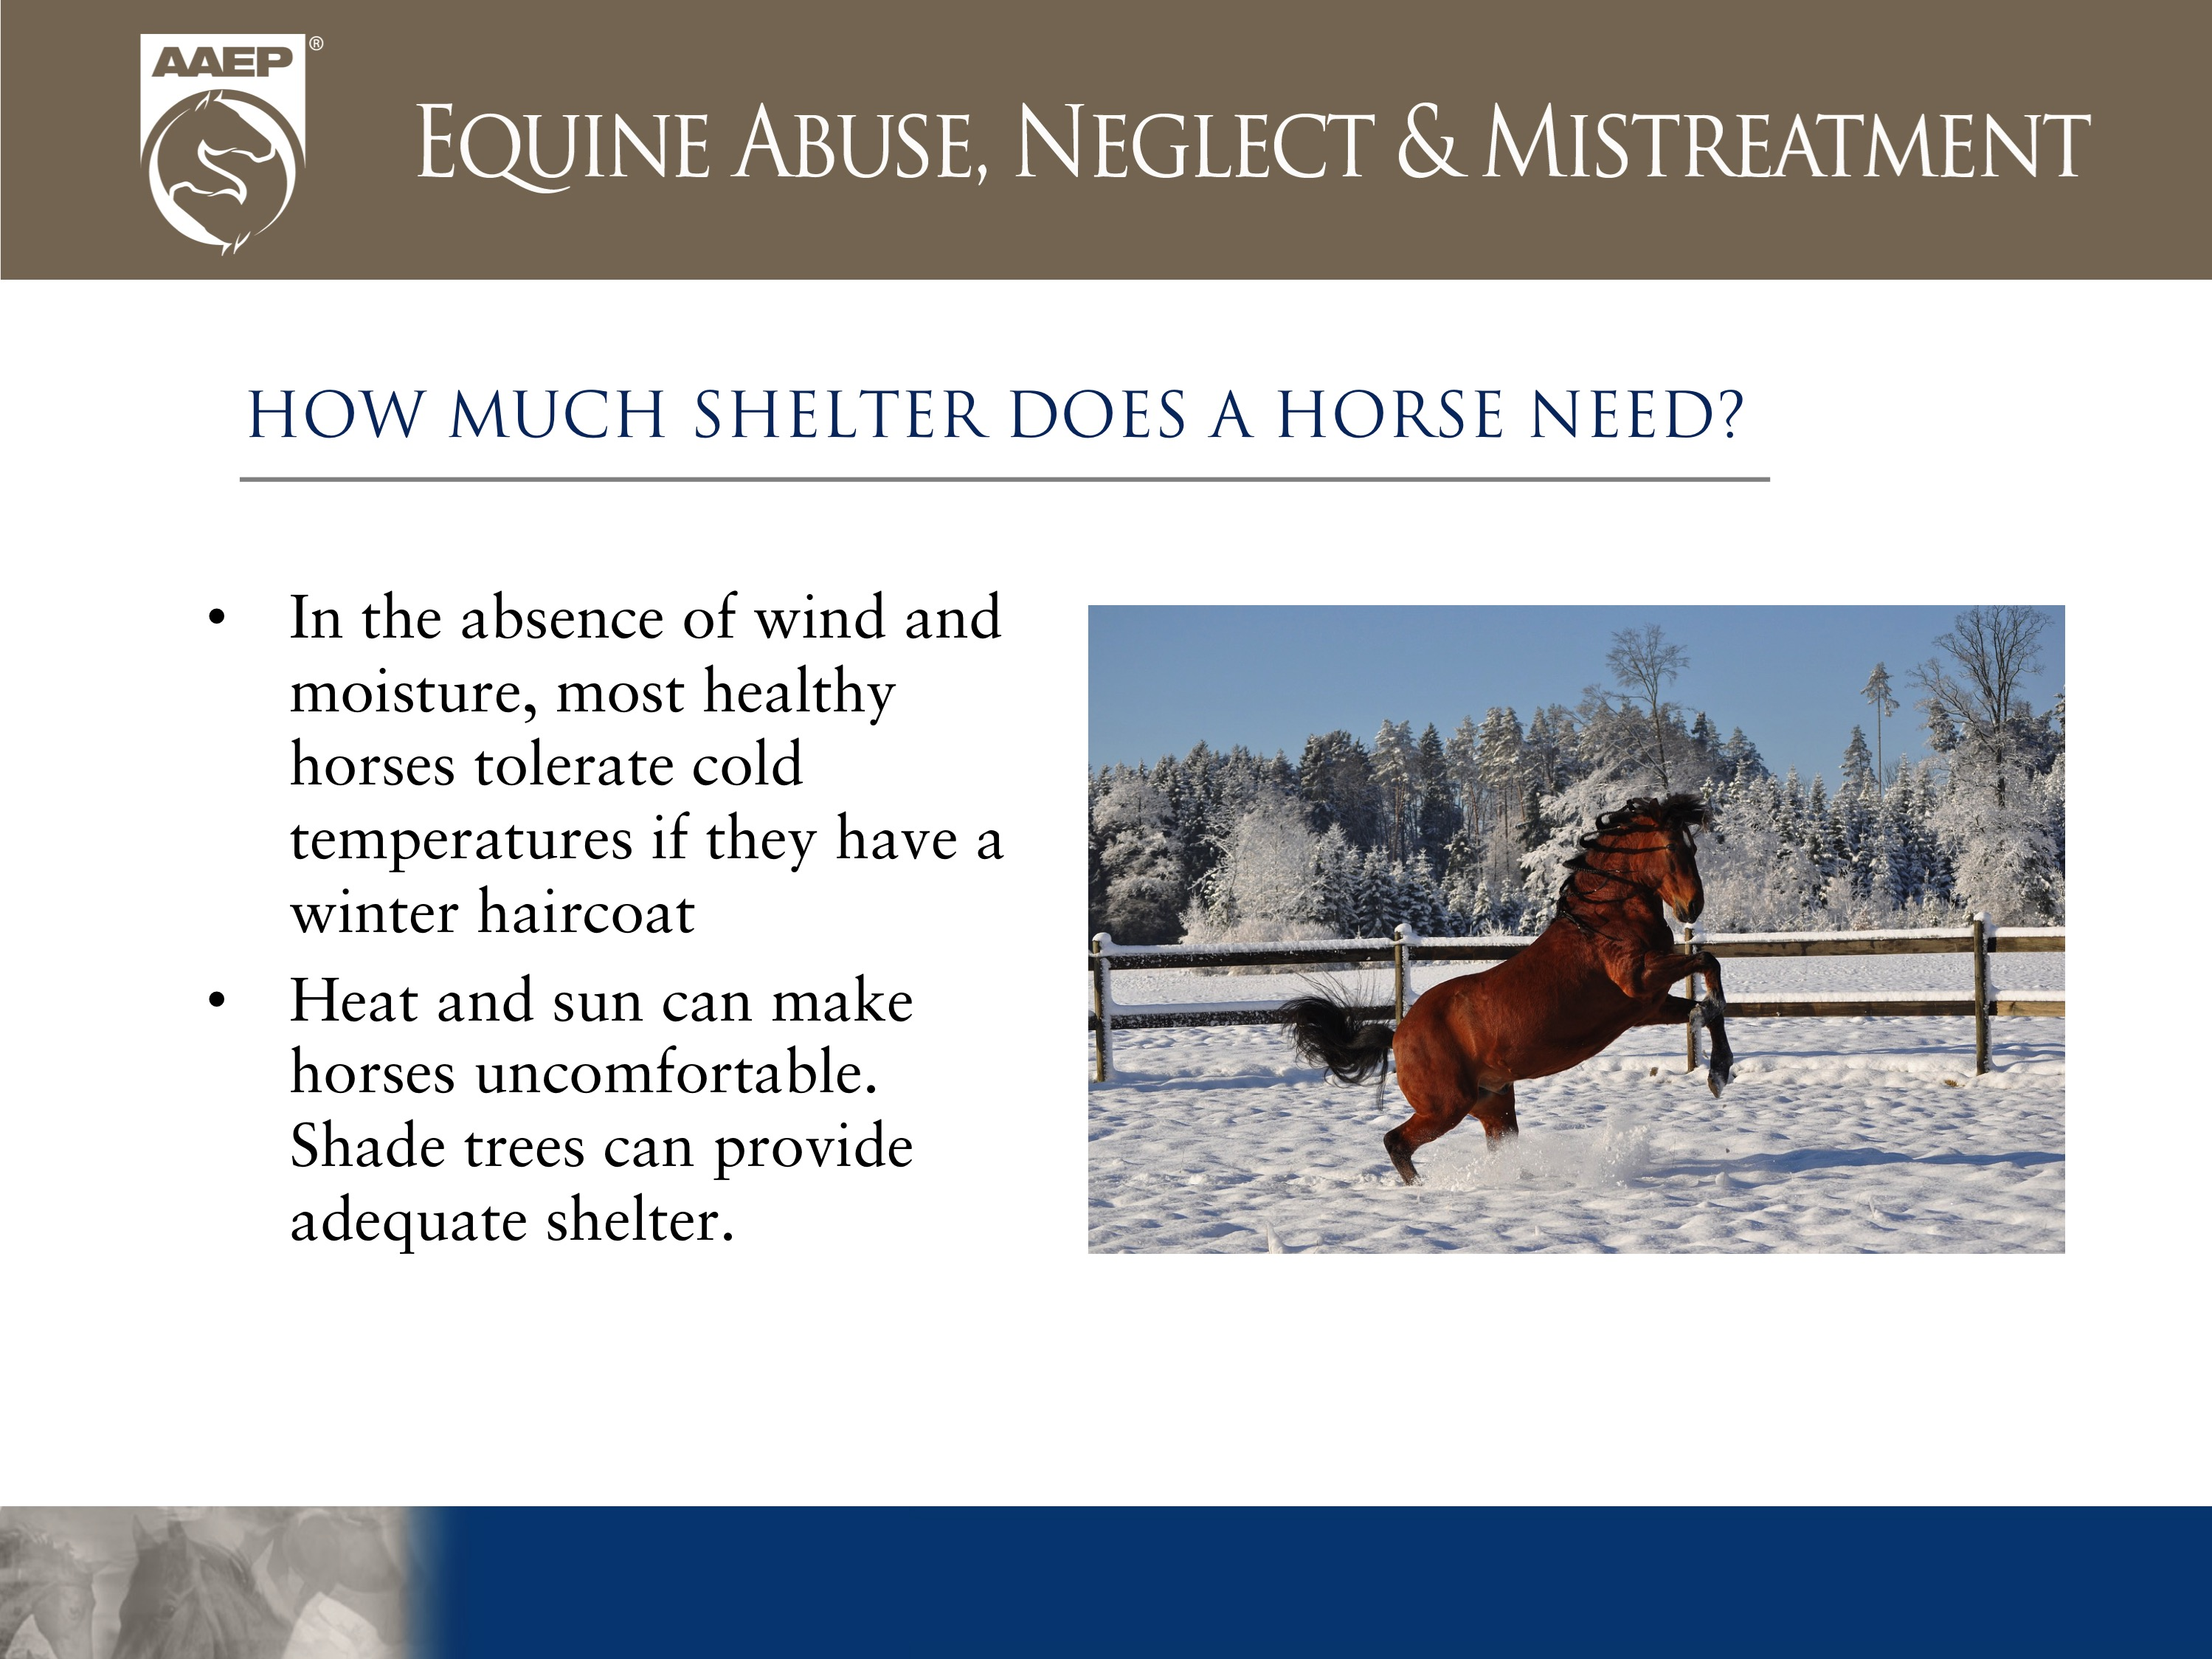 AAEP ®
EQUINE ABUSE, NEGLECT & MISTREATMENT
HOW MUCH SHELTER DOES A HORSE NEED?
• In the absence of wind and
moisture, most healthy
horses tolerate cold
temperatures if they have a
winter haircoat
• Heat and sun can make
horses uncomfortable.
Shade trees can provide
adequate shelter.